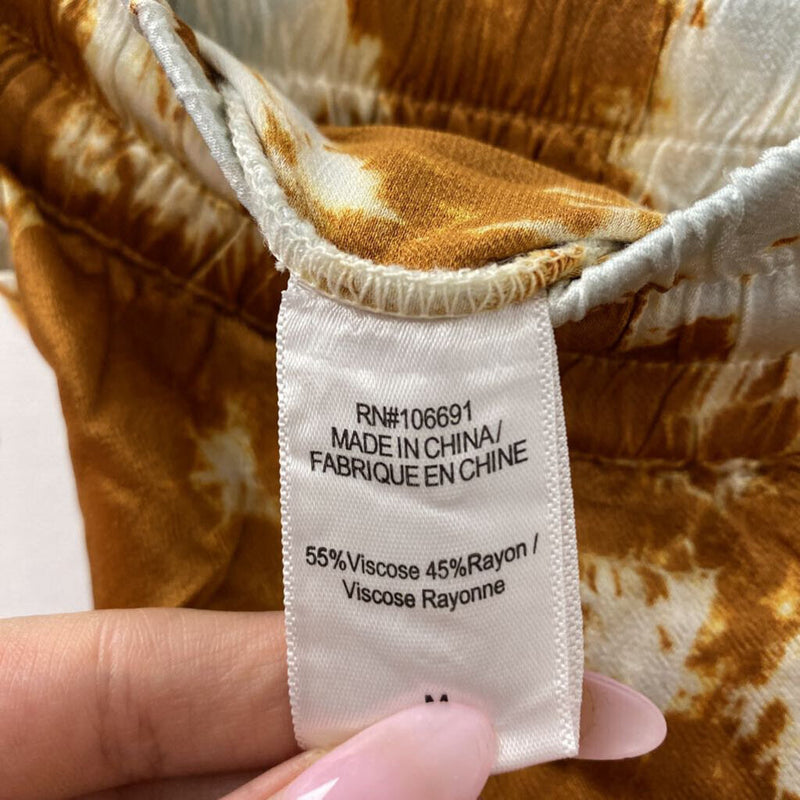 RN#106691
MADE IN CHINA/
FABRIQUE EN CHINE
55%Viscose 45%Rayon /
Viscose Rayonne
M